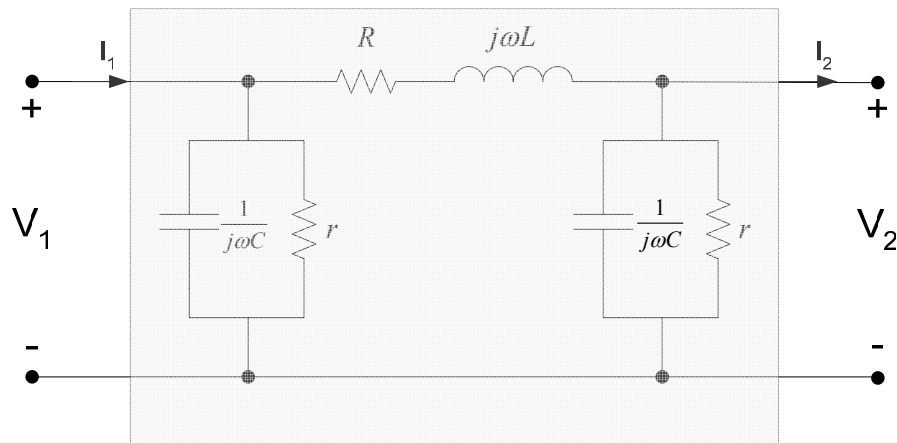 I₁ R jωL I₂
+ +
V₁ 1/jωC r 1/jωC r V₂
- -